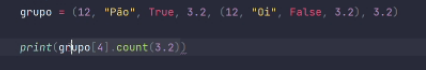 grupo = (12, "Pão", True, 3.2, (12, "Oi", False, 3.2), 3.2)
print(grupo[4].count(3.2))